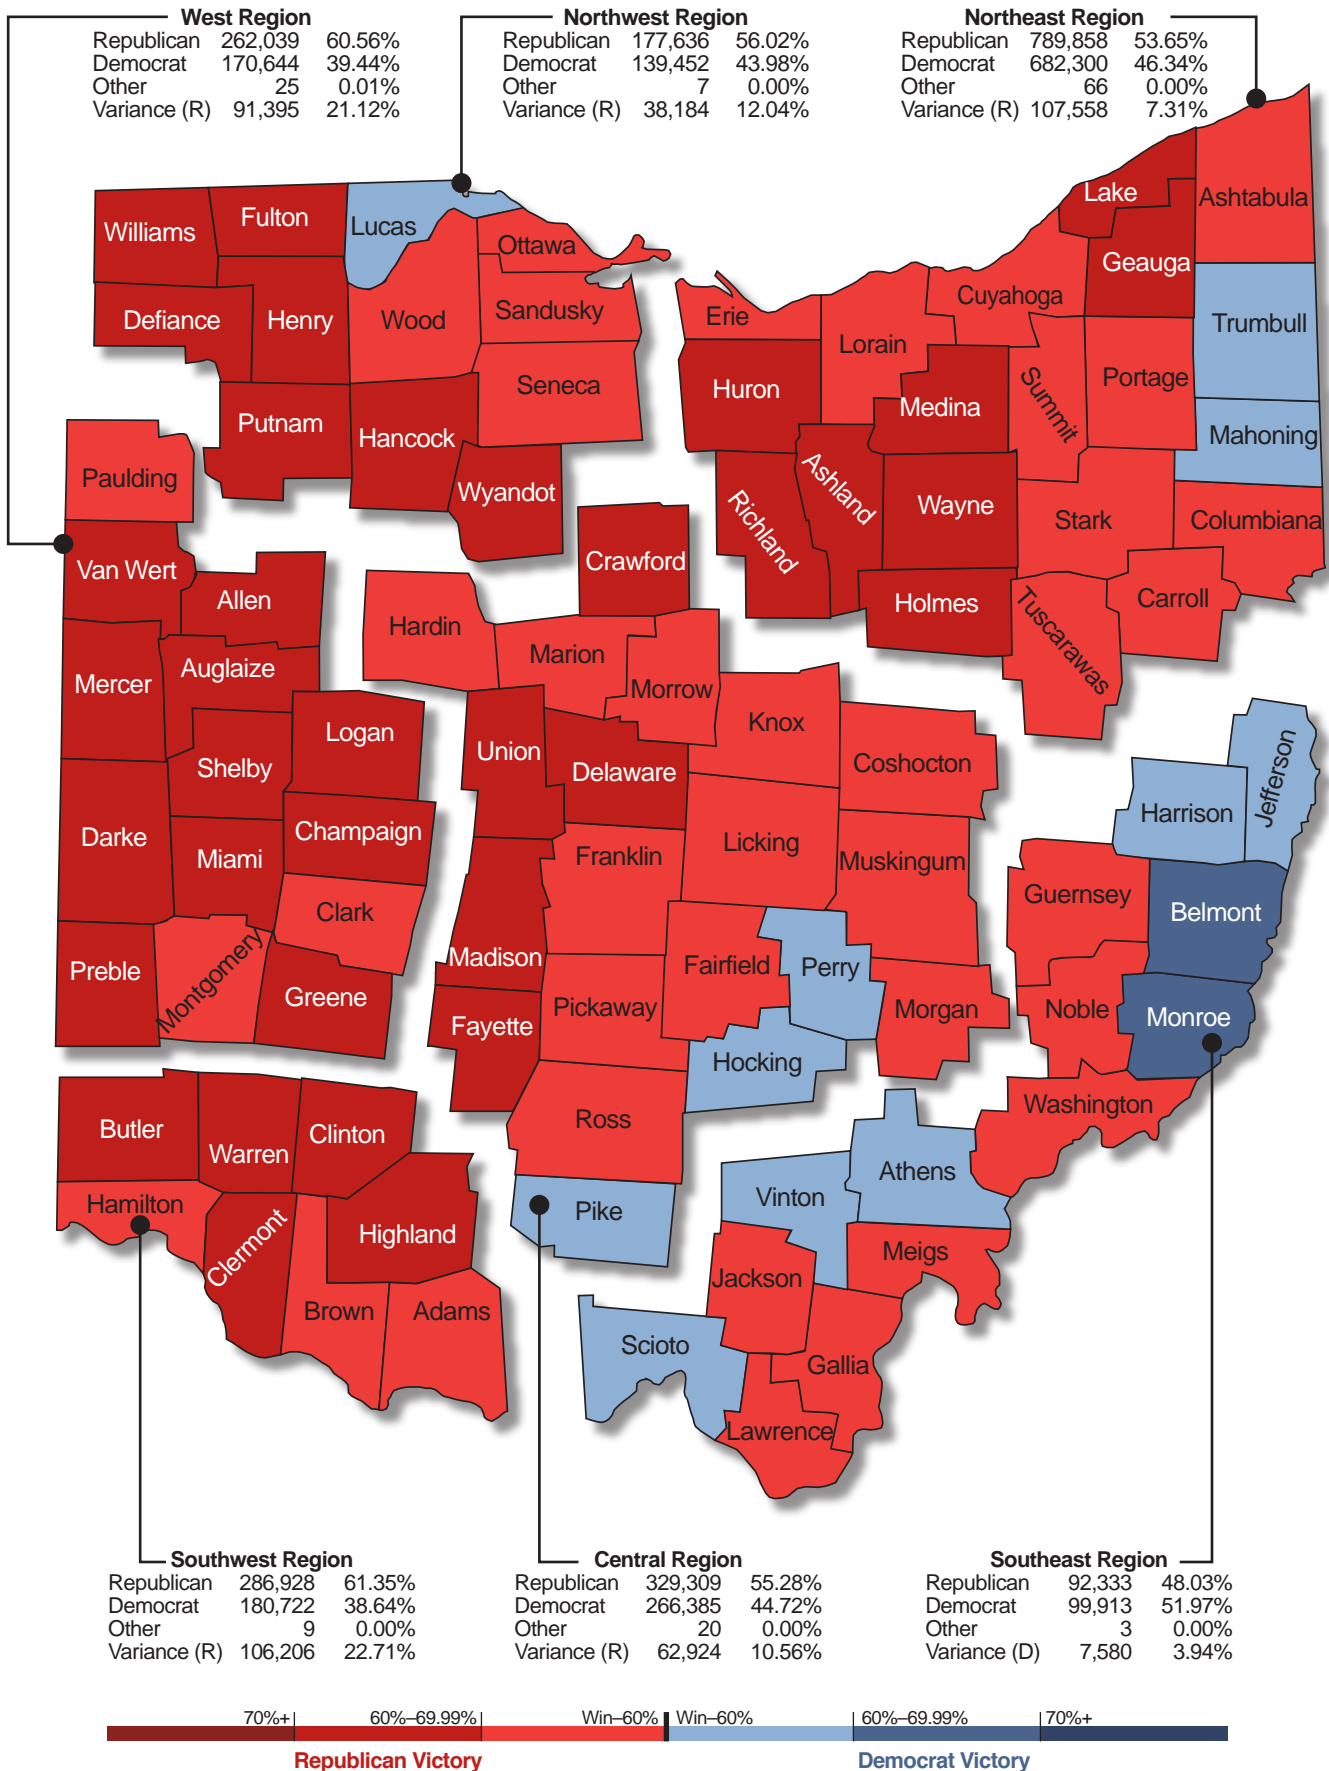 West Region
Republican 262,039 60.56%
Democrat 170,644 39.44%
Other 25 0.01%
Variance (R) 91,395 21.12%
Northwest Region
Republican 177,636 56.02%
Democrat 139,452 43.98%
Other 7 0.00%
Variance (R) 38,184 12.04%
Northeast Region
Republican 789,858 53.65%
Democrat 682,300 46.34%
Other 66 0.00%
Variance (R) 107,558 7.31%
Williams
Fulton
Lucas
Ottawa
Defiance
Henry
Wood
Sandusky
Seneca
Putnam
Hancock
Wyandot
Lake
Ashtabula
Geauga
Cuyahoga
Erie
Lorain
Trumbull
Huron
Medina
Summit
Portage
Mahoning
Richland
Ashland
Wayne
Stark
Columbiana
Holmes
Tuscarawas
Carroll
Paulding
Van Wert
Allen
Mercer
Auglaize
Logan
Shelby
Darke
Miami
Champaign
Clark
Preble
Montgomery
Greene
Crawford
Hardin
Marion
Morrow
Knox
Union
Delaware
Coshocton
Franklin
Licking
Muskingum
Madison
Fairfield
Perry
Pickaway
Morgan
Fayette
Hocking
Ross
Pike
Jefferson
Harrison
Guernsey
Belmont
Noble
Monroe
Washington
Athens
Vinton
Meigs
Jackson
Scioto
Gallia
Lawrence
Butler
Warren
Clinton
Hamilton
Clermont
Highland
Brown
Adams
Southwest Region
Republican 286,928 61.35%
Democrat 180,722 38.64%
Other 9 0.00%
Variance (R) 106,206 22.71%
Central Region
Republican 329,309 55.28%
Democrat 266,385 44.72%
Other 20 0.00%
Variance (R) 62,924 10.56%
Southeast Region
Republican 92,333 48.03%
Democrat 99,913 51.97%
Other 3 0.00%
Variance (D) 7,580 3.94%
70%+ 60%–69.99% Win–60% Win–60% 60%–69.99% 70%+
Republican Victory Democrat Victory